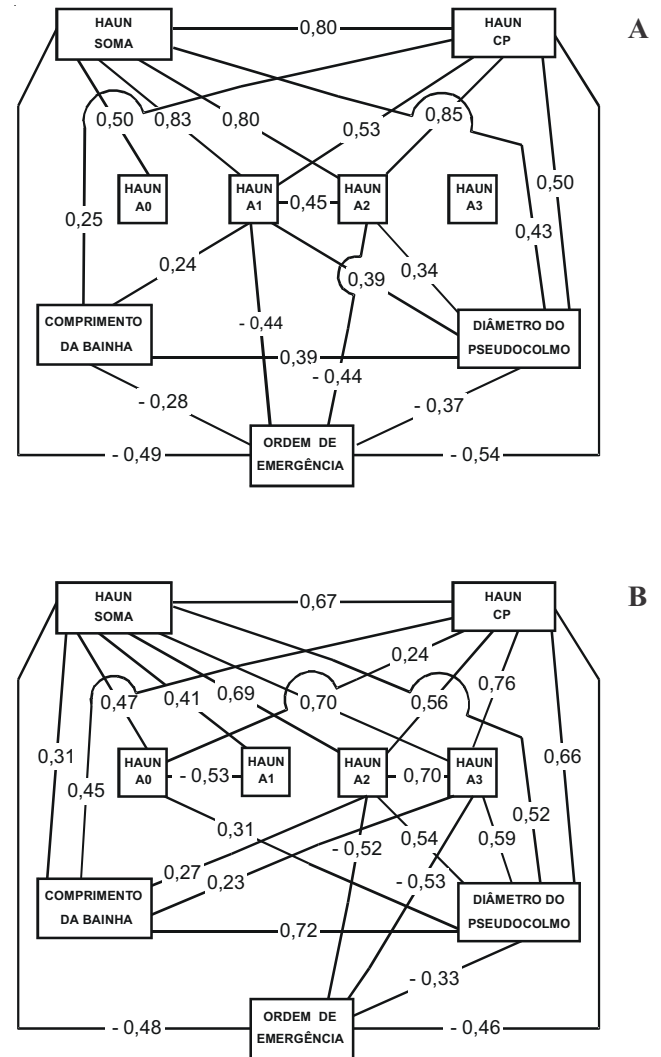 A
HAUN
SOMA
0,80
HAUN
CP
0,50
0,83
0,80
0,53
0,85
0,50
HAUN
A0
HAUN
A1
0,45
HAUN
A2
HAUN
A3
0,25
0,43
0,24
0,39
0,34
COMPRIMENTO
DA BAINHA
- 0,44
DIÂMETRO DO
PSEUDOCOLMO
0,39
- 0,44
- 0,28
- 0,37
ORDEM DE
EMERGÊNCIA
- 0,49
- 0,54
B
HAUN
SOMA
0,67
HAUN
CP
0,24
0,47
0,41
0,69
0,70
0,56
0,76
0,31
0,66
HAUN
A0
- 0,53
HAUN
A1
HAUN
A2
0,70
HAUN
A3
0,45
0,52
0,31
0,54
0,59
- 0,52
0,27
0,23
- 0,53
COMPRIMENTO
DA BAINHA
DIÂMETRO DO
PSEUDOCOLMO
0,72
- 0,33
ORDEM DE
EMERGÊNCIA
- 0,48
- 0,46